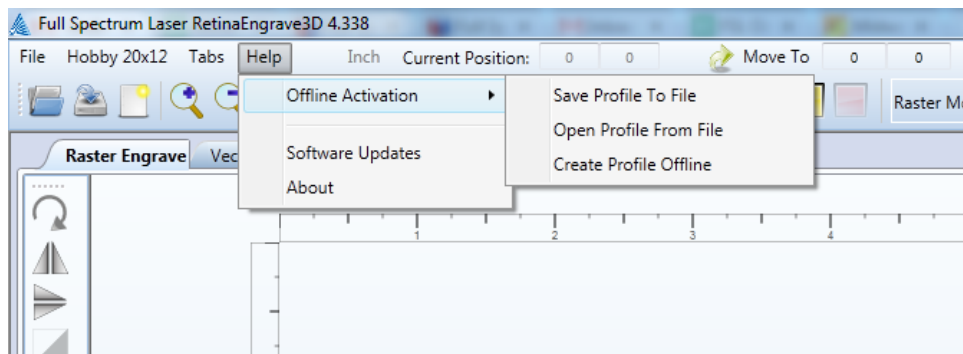 Full Spectrum Laser RetinaEngrave3D 4.338
File Hobby 20x12 Tabs Help Inch Current Position: 0 0 Move To 0 0
Offline Activation Save Profile To File
Open Profile From File
Create Profile Offline
Software Updates
About
Raster Engrave
1 2 3 4